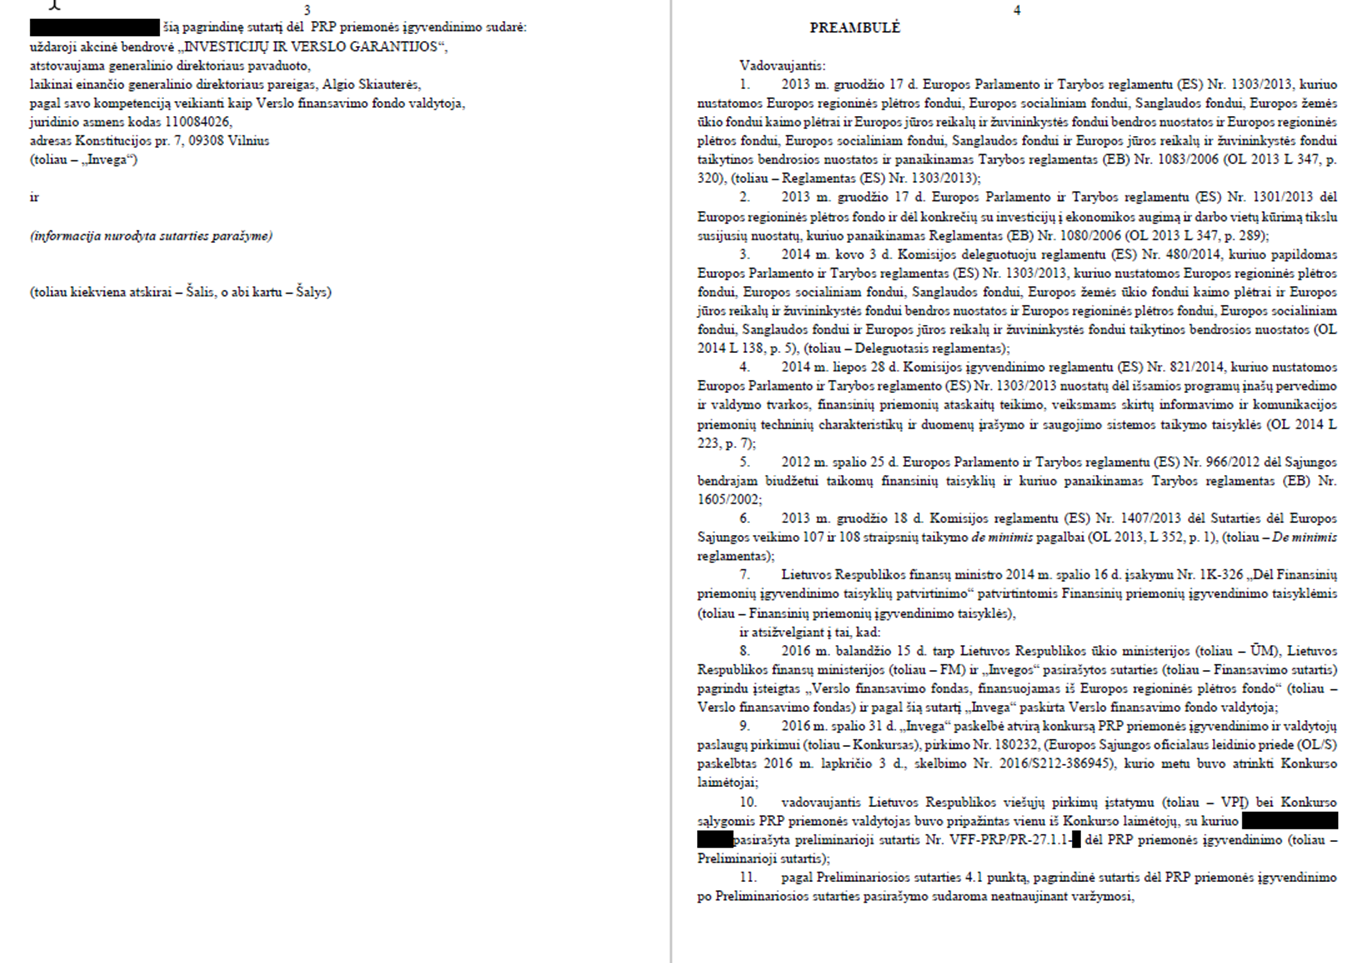 3
šią pagrindinę sutartį dėl PRP priemonės įgyvendinimo sudarė:
uždaroji akcinė bendrovė „INVESTICIJŲ IR VERSLO GARANTIJOS“,
atstovaujama generalinio direktoriaus pavaduoto,
laikinai einančio generalinio direktoriaus pareigas, Algio Skiauterės,
pagal savo kompetenciją veikianti kaip Verslo finansavimo fondo valdytoja,
juridinio asmens kodas 110084026,
adresas Konstitucijos pr. 7, 09308 Vilnius
(toliau – „Invega“)
ir
(informacija nurodyta sutarties parašyme)
(toliau kiekviena atskirai – Šalis, o abi kartu – Šalys)
4
PREAMBULĖ
Vadovaujantis:
1. 2013 m. gruodžio 17 d. Europos Parlamento ir Tarybos reglamentu (ES) Nr. 1303/2013, kuriuo
nustatomos Europos regioninės plėtros fondui, Europos socialiniam fondui, Sanglaudos fondui, Europos žemės
ūkio fondui kaimo plėtrai ir Europos jūros reikalų ir žuvininkystės fondui bendros nuostatos ir Europos regioninės
plėtros fondui, Europos socialiniam fondui, Sanglaudos fondui ir Europos jūros reikalų ir žuvininkystės fondui
taikytinos bendrosios nuostatos ir panaikinamas Tarybos reglamentas (EB) Nr. 1083/2006 (OL 2013 L 347, p.
320), (toliau – Reglamentas (ES) Nr. 1303/2013);
2. 2013 m. gruodžio 17 d. Europos Parlamento ir Tarybos reglamentu (ES) Nr. 1301/2013 dėl
Europos regioninės plėtros fondo ir dėl konkrečių su investicijų į ekonomikos augimą ir darbo vietų kūrimą tikslu
susijusių nuostatų, kuriuo panaikinamas Reglamentas (EB) Nr. 1080/2006 (OL 2013 L 347, p. 289);
3. 2014 m. kovo 3 d. Komisijos deleguotuoju reglamentu (ES) Nr. 480/2014, kuriuo papildomas
Europos Parlamento ir Tarybos reglamentas (ES) Nr. 1303/2013, kuriuo nustatomos Europos regioninės plėtros
fondui, Europos socialiniam fondui, Sanglaudos fondui, Europos žemės ūkio fondui kaimo plėtrai ir Europos
jūros reikalų ir žuvininkystės fondui bendros nuostatos ir Europos regioninės plėtros fondui, Europos socialiniam
fondui, Sanglaudos fondui ir Europos jūros reikalų ir žuvininkystės fondui taikytinos bendrosios nuostatos (OL
2014 L 138, p. 5), (toliau – Deleguotasis reglamentas);
4. 2014 m. liepos 28 d. Komisijos įgyvendinimo reglamentu (ES) Nr. 821/2014, kuriuo nustatomos
Europos Parlamento ir Tarybos reglamento (ES) Nr. 1303/2013 nuostatų dėl išsamios programų įnašų pervedimo
ir valdymo tvarkos, finansinių priemonių ataskaitų teikimo, veiksmams skirtų informavimo ir komunikacijos
priemonių techninių charakteristikų ir duomenų įrašymo ir saugojimo sistemos taikymo taisyklės (OL 2014 L
223, p. 7);
5. 2012 m. spalio 25 d. Europos Parlamento ir Tarybos reglamentu (ES) Nr. 966/2012 dėl Sąjungos
bendrajam biudžetui taikomų finansinių taisyklių ir kuriuo panaikinamas Tarybos reglamentas (EB) Nr.
1605/2002;
6. 2013 m. gruodžio 18 d. Komisijos reglamentu (ES) Nr. 1407/2013 dėl Sutarties dėl Europos
Sąjungos veikimo 107 ir 108 straipsnių taikymo de minimis pagalbai (OL 2013, L 352, p. 1), (toliau – De minimis
reglamentas);
7. Lietuvos Respublikos finansų ministro 2014 m. spalio 16 d. įsakymu Nr. 1K-326 „Dėl Finansinių
priemonių įgyvendinimo taisyklių patvirtinimo“ patvirtintomis Finansinių priemonių įgyvendinimo taisyklėmis
(toliau – Finansinių priemonių įgyvendinimo taisyklės),
ir atsižvelgiant į tai, kad:
8. 2016 m. balandžio 15 d. tarp Lietuvos Respublikos ūkio ministerijos (toliau – ŪM), Lietuvos
Respublikos finansų ministerijos (toliau – FM) ir „Invegos“ pasirašytos sutarties (toliau – Finansavimo sutartis)
pagrindu įsteigtas „Verslo finansavimo fondas, finansuojamas iš Europos regioninės plėtros fondo“ (toliau –
Verslo finansavimo fondas) ir pagal šią sutartį „Invega“ paskirta Verslo finansavimo fondo valdytoja;
9. 2016 m. spalio 31 d. „Invega“ paskelbė atvirą konkursą PRP priemonės įgyvendinimo ir valdytojų
paslaugų pirkimui (toliau – Konkursas), pirkimo Nr. 180232, (Europos Sąjungos oficialaus leidinio priede (OL/S)
paskelbtas 2016 m. lapkričio 3 d., skelbimo Nr. 2016/S212-386945), kurio metu buvo atrinkti Konkurso
laimėtojai;
10. vadovaujantis Lietuvos Respublikos viešųjų pirkimų įstatymu (toliau – VPĮ) bei Konkurso
sąlygomis PRP priemonės valdytojas buvo pripažintas vienu iš Konkurso laimėtojų, su kuriuo
pasirašyta preliminarioji sutartis Nr. VFF-PRP/PR-27.1.1- dėl PRP priemonės įgyvendinimo (toliau –
Preliminarioji sutartis);
11. pagal Preliminariosios sutarties 4.1 punktą, pagrindinė sutartis dėl PRP priemonės įgyvendinimo
po Preliminariosios sutarties pasirašymo sudaroma neatnaujinant varžymosi,